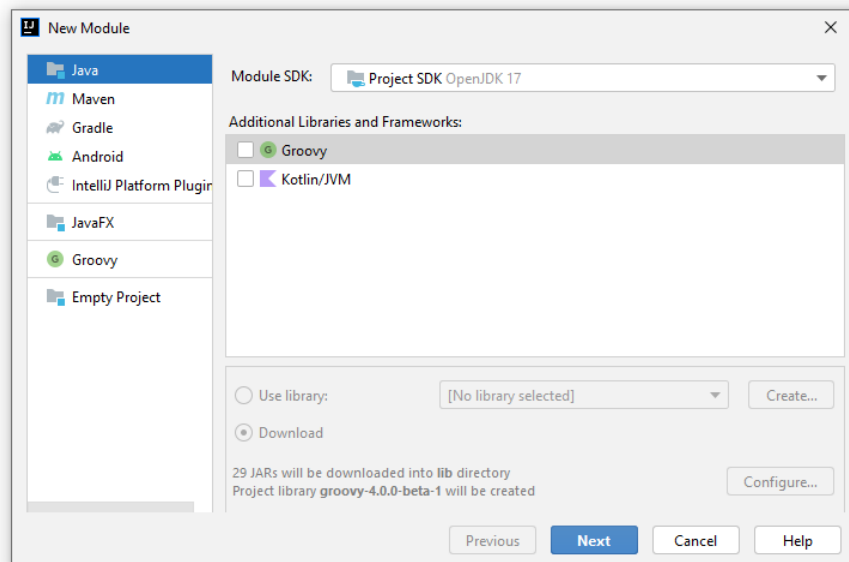 New Module
Java
Maven
Gradle
Android
IntelliJ Platform Plugin
JavaFX
Groovy
Empty Project
Module SDK:
Project SDK OpenJDK 17
Additional Libraries and Frameworks:
Groovy
Kotlin/JVM
Use library:
[No library selected]
Create...
Download
29 JARs will be downloaded into lib directory
Project library groovy-4.0.0-beta-1 will be created
Configure...
Previous
Next
Cancel
Help